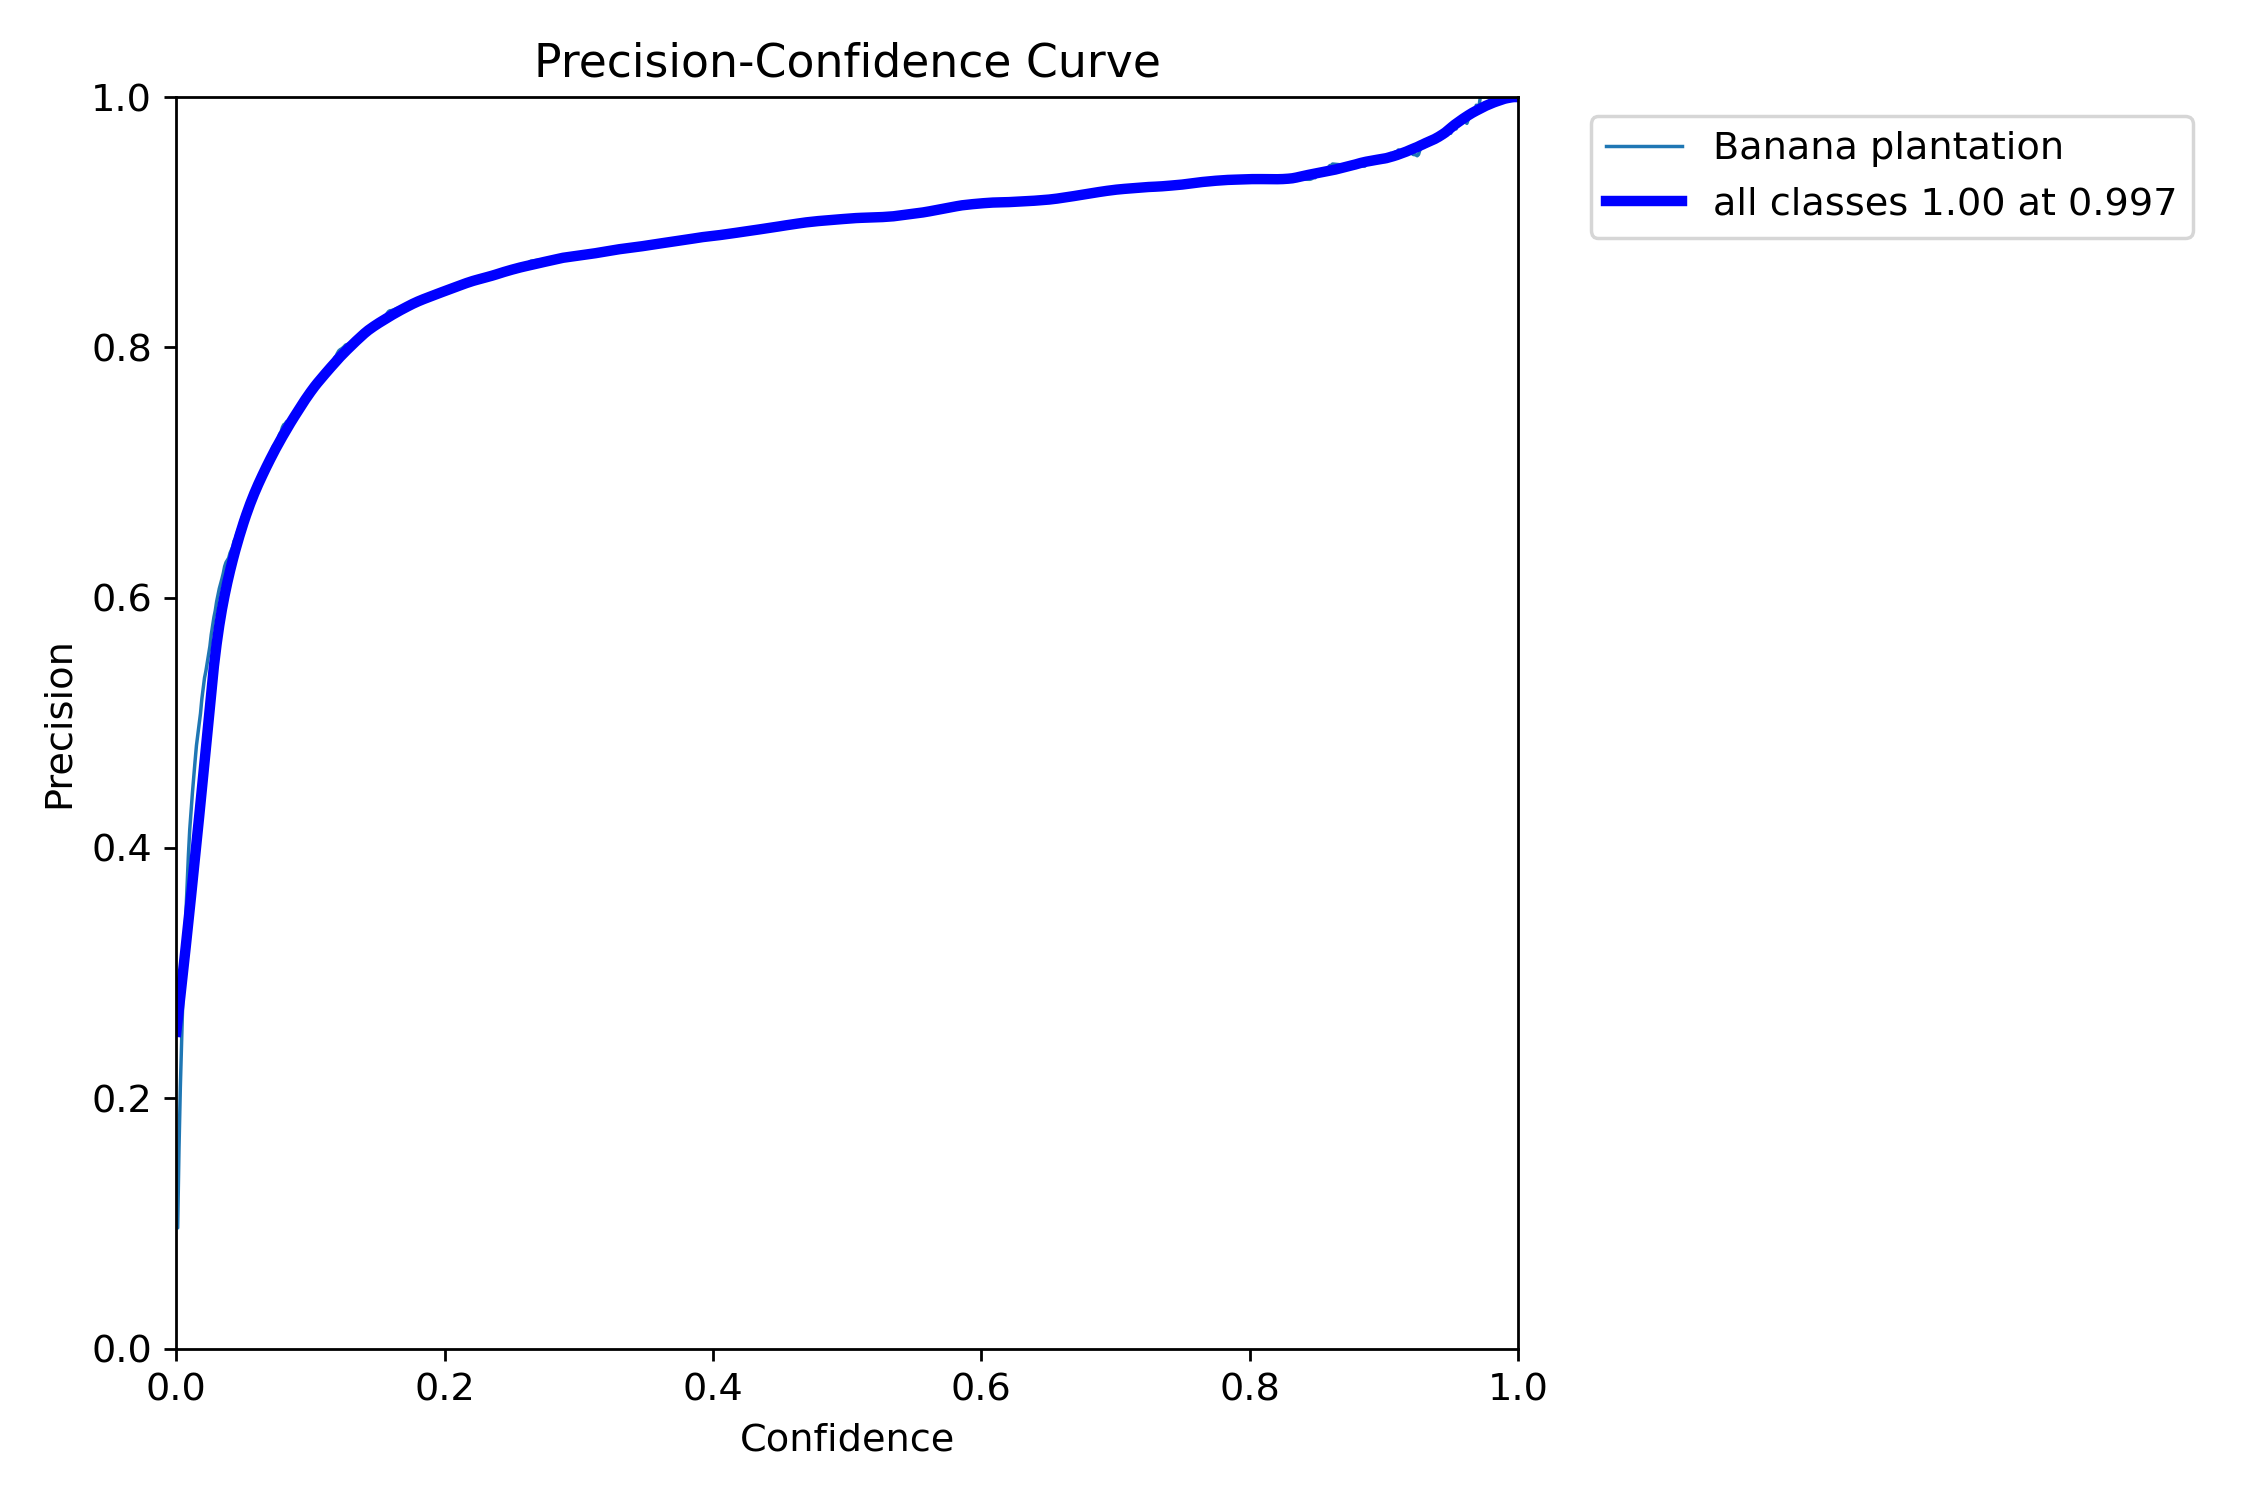 Precision-Confidence Curve
1.0
0.8
0.6
0.4
0.2
0.0
Precision
0.0 0.2 0.4 0.6 0.8 1.0
Confidence
Banana plantation
all classes 1.00 at 0.997